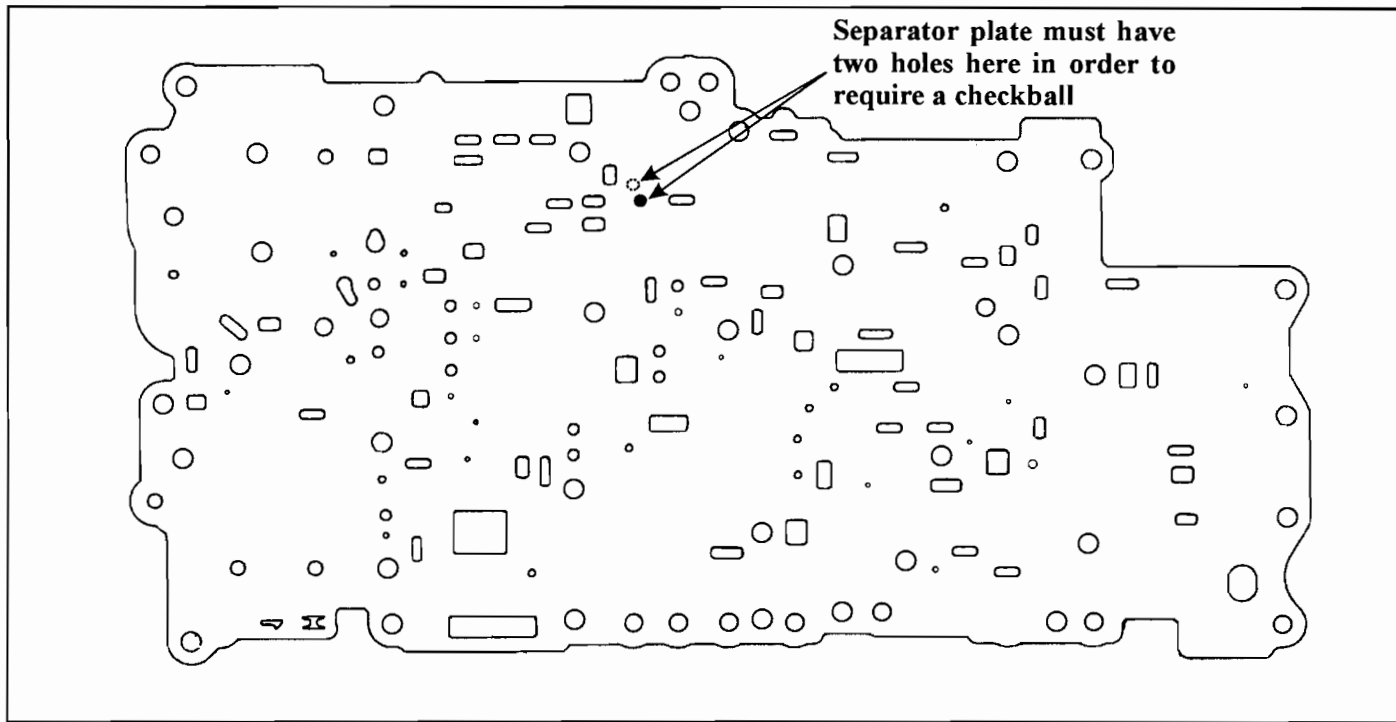 Separator plate must have
two holes here in order to
require a checkball